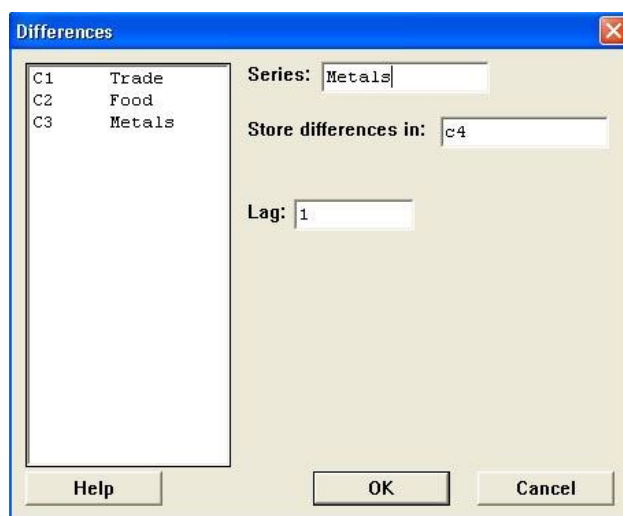 Differences
C1 Trade
C2 Food
C3 Metals
Series: Metals
Store differences in: c4
Lag: 1
Help OK Cancel